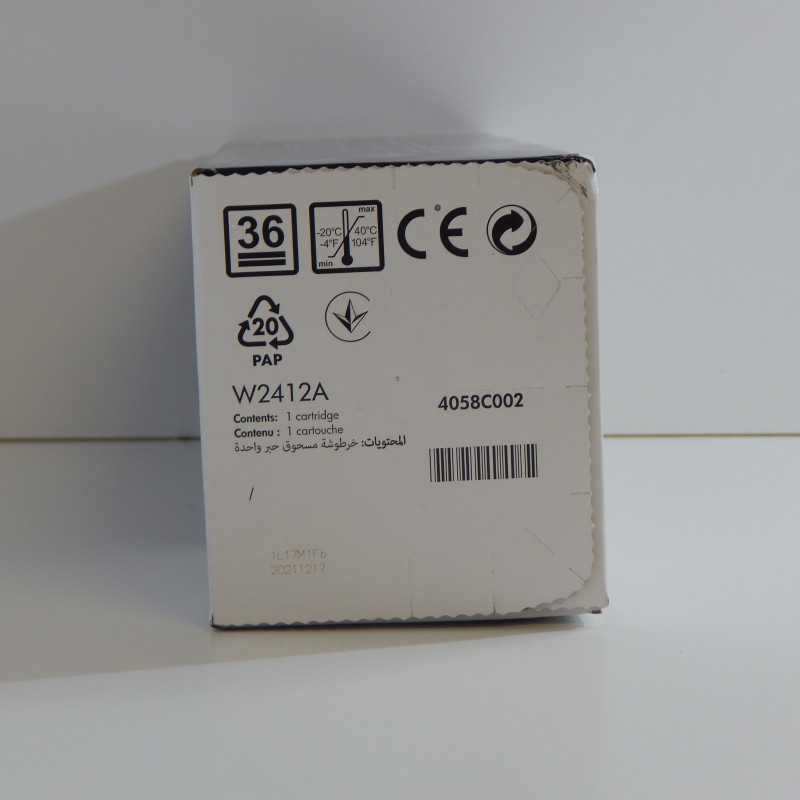 36
max
-20°C 40°C
-4°F 104°F
min
CE
20
PAP
W2412A
Contents: 1 cartridge
Contenu : 1 cartouche
المحتويات: خرطوشة مسحوق حبر واحدة
4058C002
/
20211217